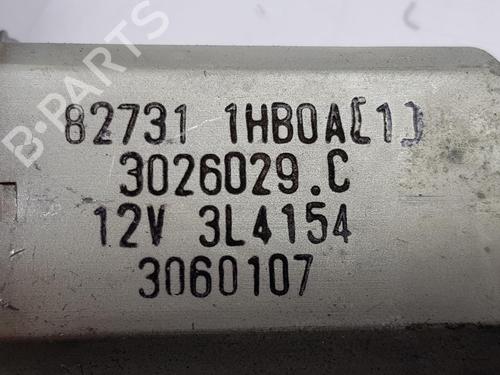 B-PARTS
82731 1HB0A[1]
3026029.C
12V 3L4154
3060107